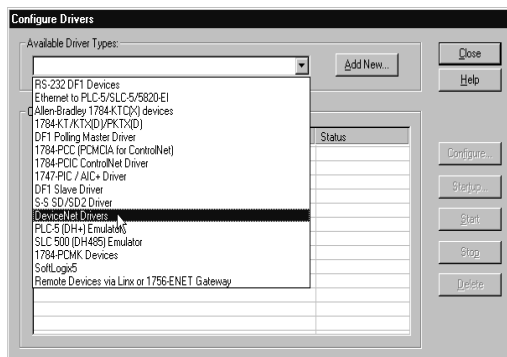 Configure Drivers
Available Driver Types:
Add New...
Close
Help
RS-232 DF1 Devices
Ethernet to PLC-5/SLC-5/5820-EI
Allen-Bradley 1784-KTC(X) devices
1784-KT/KTX(D)/PKTX(D)
DF1 Polling Master Driver
1784-PCC (PCMCIA for ControlNet)
1784-PCIC ControlNet Driver
1747-PIC / AIC+ Driver
DF1 Slave Driver
S-S SD/SD2 Driver
DeviceNet Drivers
PLC-5 (DH+) Emulator
SLC 500 (DH485) Emulator
1784-PCMK Devices
SoftLogix5
Remote Devices via Linx or 1756-ENET Gateway
Status
Configure...
Startup...
Start
Stop
Delete